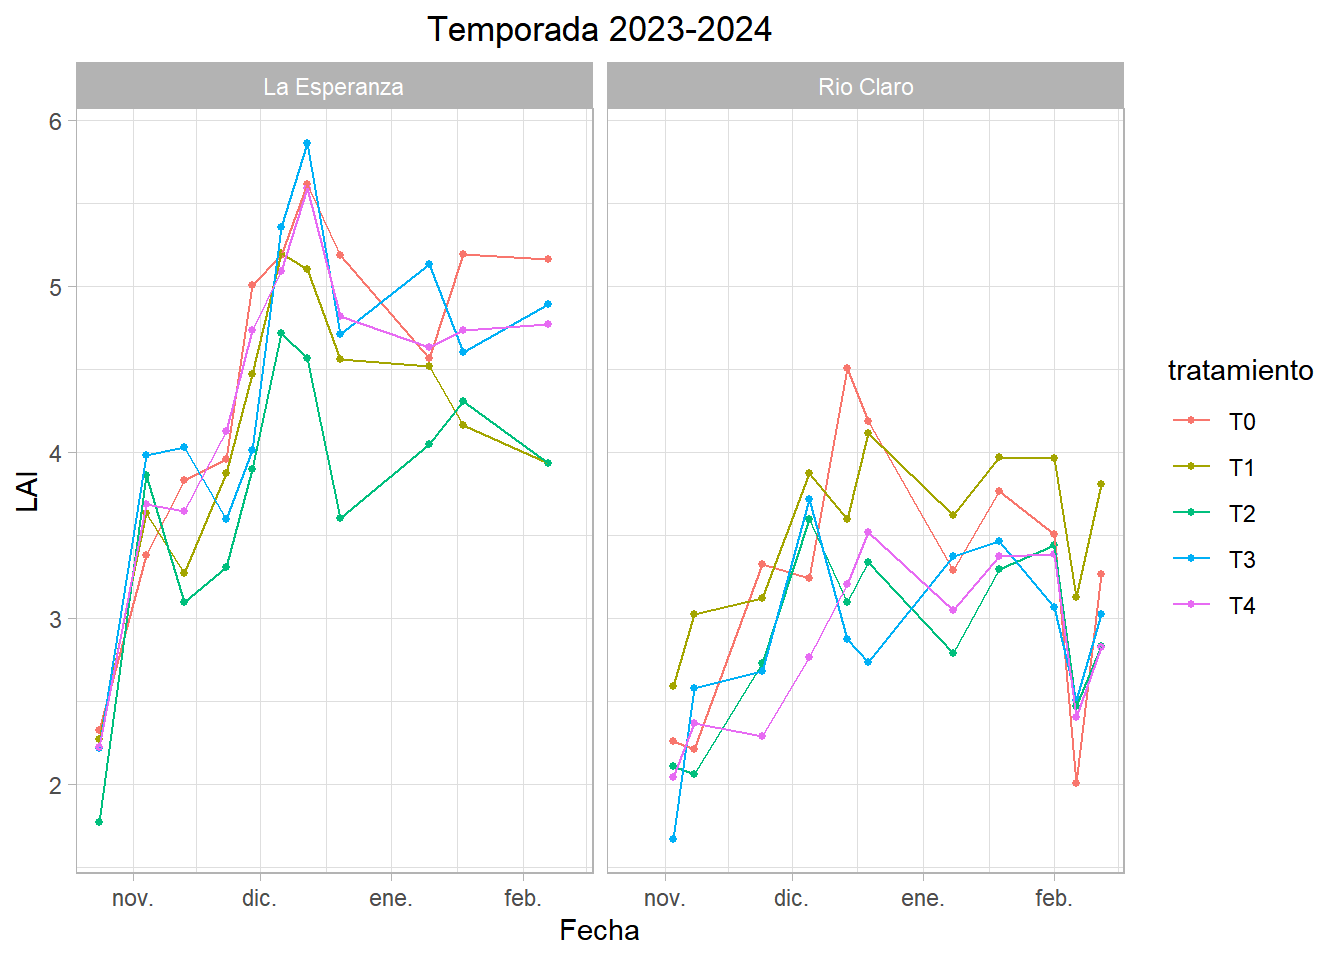 Temporada 2023-2024
La Esperanza
Rio Claro
6
5
4
3
2
LAI
nov.
dic.
ene.
feb.
nov.
dic.
ene.
feb.
Fecha
tratamiento
T0
T1
T2
T3
T4